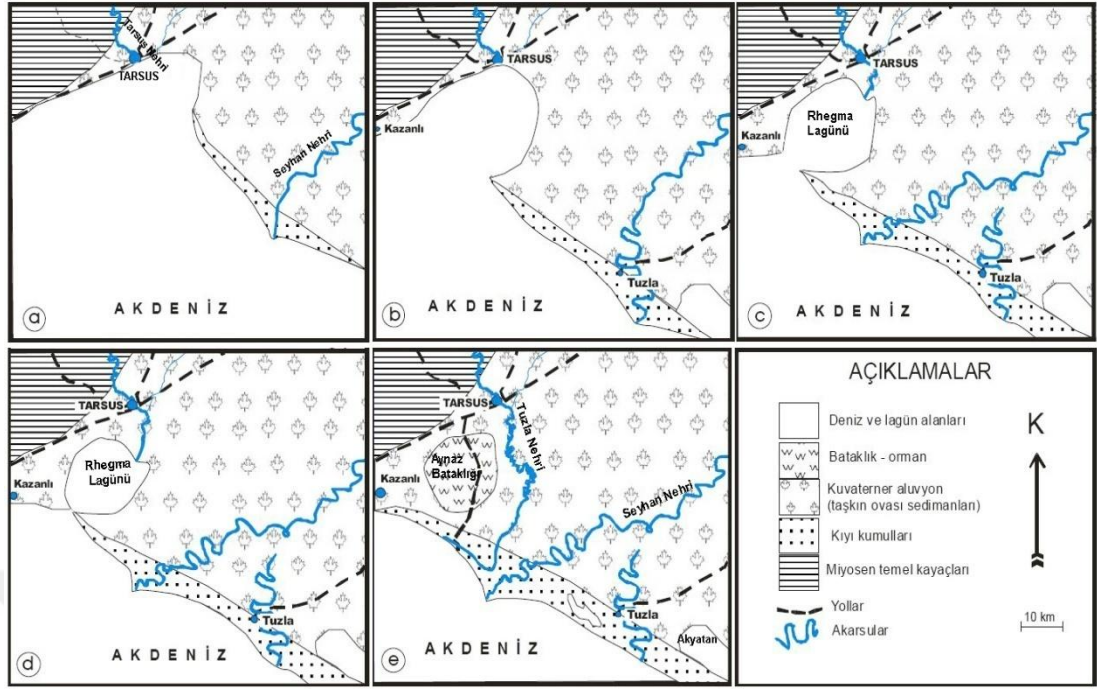 Tarsus Nehri
TARSUS
Seyhan Nehri
AKDENİZ
a
TARSUS
Kazanlı
Tuzla
AKDENİZ
b
TARSUS
Rhegma
Lagünü
Kazanlı
Tuzla
AKDENİZ
c
TARSUS
Rhegma
Lagünü
Kazanlı
Tuzla
AKDENİZ
d
TARSUS
Tuzla Nehri
Aynaz
Bataklığı
Kazanlı
Seyhan Nehri
Tuzla
Akyatan
AKDENİZ
e
AÇIKLAMALAR
Deniz ve lagün alanları
Bataklık - orman
Kuvaterner aluvyon
(taşkın ovası sedimanları)
Kıyı kumulları
Miyosen temel kayaçları
Yollar
Akarsular
K
10 km